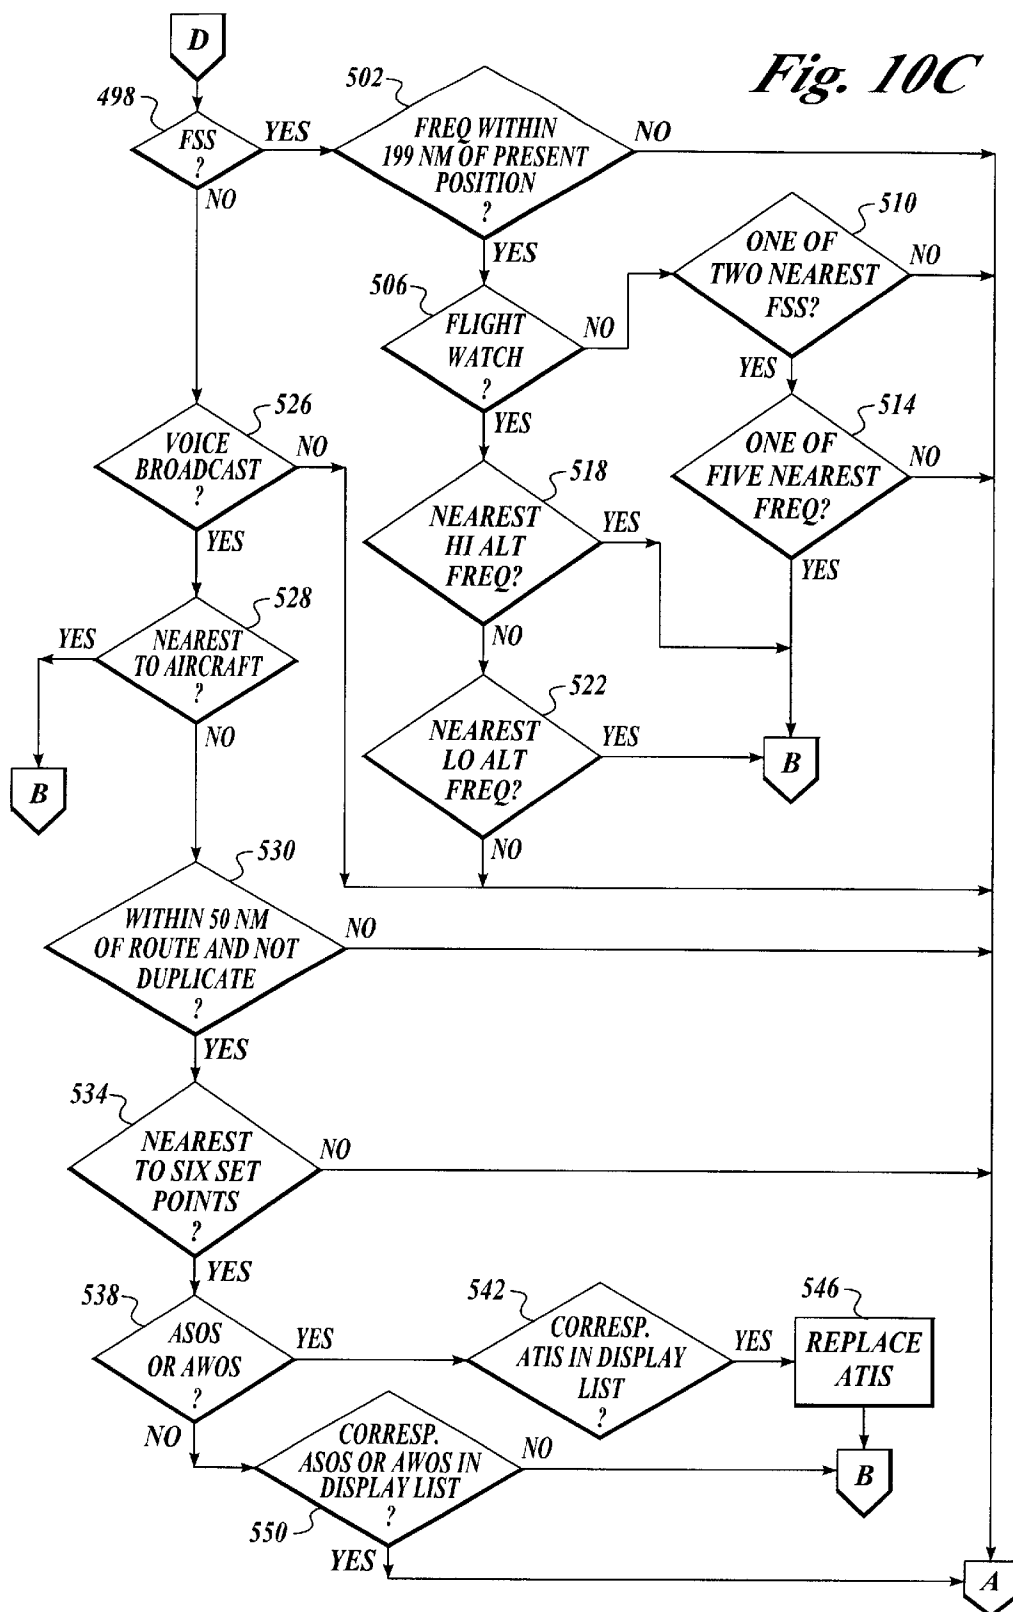 D
Fig. 10C
498
FSS
?
YES
NO
502
FREQ WITHIN
199 NM OF PRESENT
POSITION
?
NO
YES
506
FLIGHT
WATCH
?
NO
YES
510
ONE OF
TWO NEAREST
FSS?
NO
YES
514
ONE OF
FIVE NEAREST
FREQ?
NO
YES
526
VOICE
BROADCAST
?
NO
YES
518
NEAREST
HI ALT
FREQ?
YES
NO
528
NEAREST
TO AIRCRAFT
?
YES
NO
B
522
NEAREST
LO ALT
FREQ?
YES
NO
B
530
WITHIN 50 NM
OF ROUTE AND NOT
DUPLICATE
?
NO
YES
534
NEAREST
TO SIX SET
POINTS
?
NO
YES
538
ASOS
OR AWOS
?
YES
NO
542
CORRESP.
ATIS IN DISPLAY
LIST
?
YES
546
REPLACE
ATIS
B
550
CORRESP.
ASOS OR AWOS IN
DISPLAY LIST
?
NO
YES
A